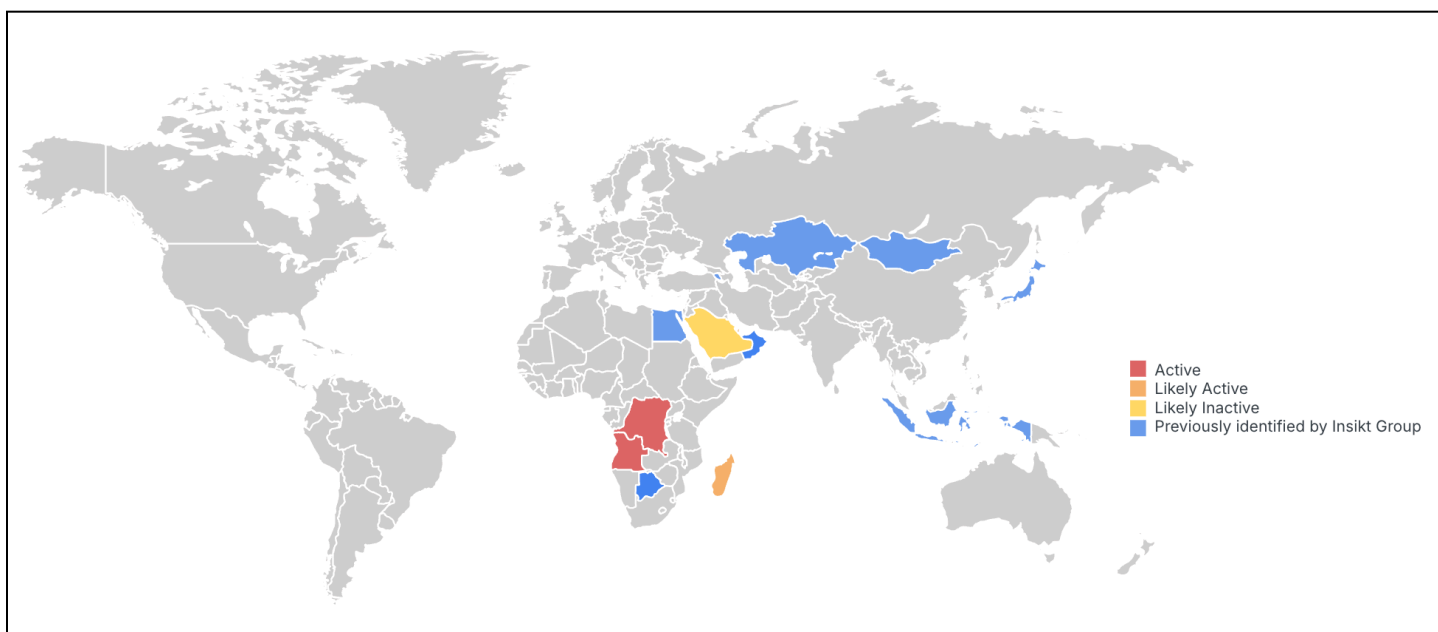 Active
Likely Active
Likely Inactive
Previously identified by Insikt Group